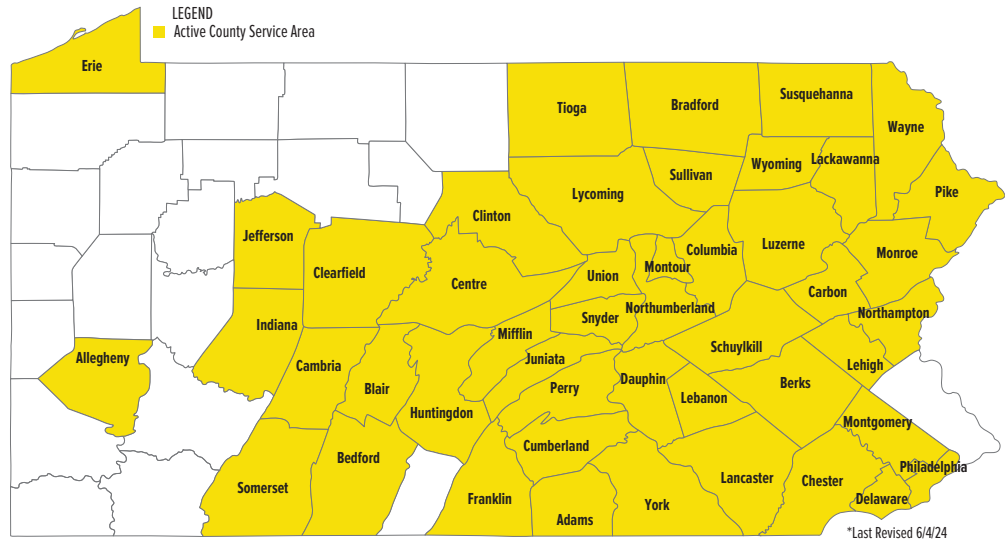 LEGEND
Active County Service Area
Erie
Tioga
Bradford
Susquehanna
Wayne
Wyoming
Lackawanna
Sullivan
Lycoming
Pike
Clinton
Jefferson
Columbia
Luzerne
Monroe
Clearfield
Centre
Union
Montour
Carbon
Northumberland
Northampton
Snyder
Indiana
Mifflin
Schuylkill
Allegheny
Juniata
Lehigh
Cambria
Blair
Perry
Dauphin
Berks
Lebanon
Huntingdon
Montgomery
Cumberland
Bedford
Philadelphia
Lancaster
Chester
Somerset
Franklin
Delaware
York
Adams
*Last Revised 6/4/24